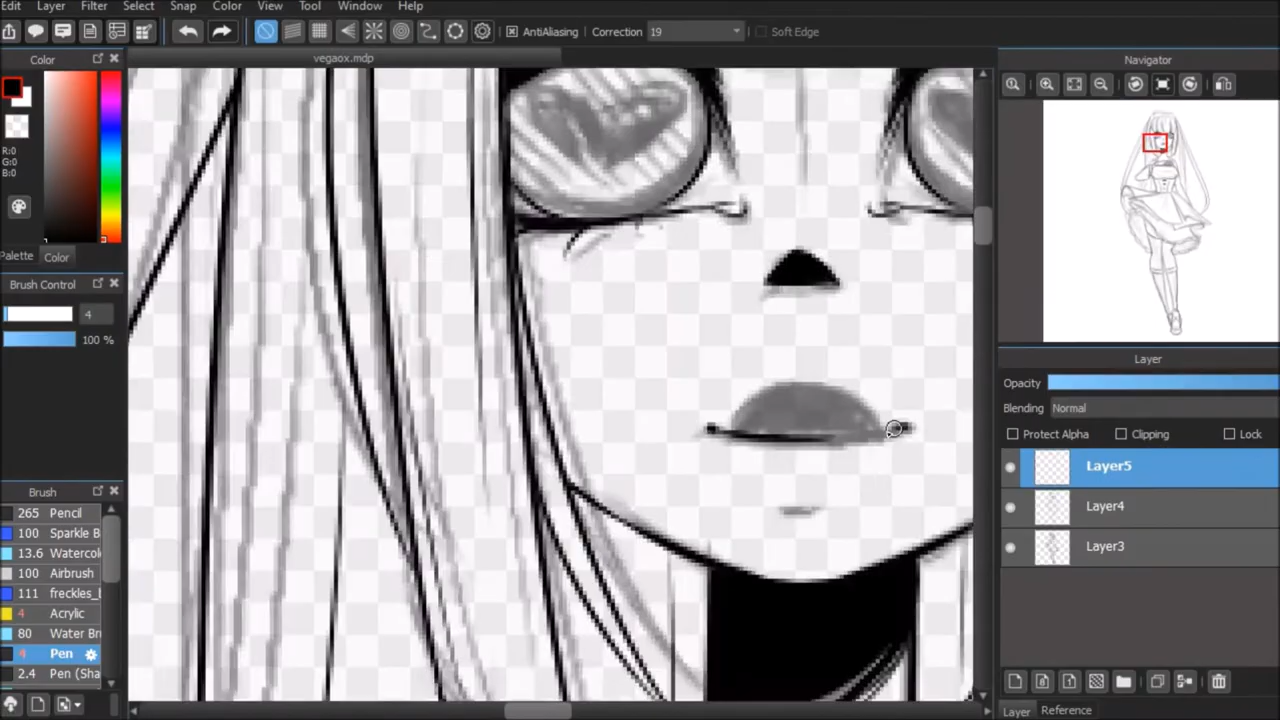 Edit Layer Filter Select Snap Color View Tool Window Help
AntiAliasing Correction 19 Soft Edge
Color
vegaox.mdp
Navigator
R:0
G:0
B:0
Palette Color
Brush Control
4
100 %
Layer
Opacity
Blending Normal
Protect Alpha Clipping Lock
Layer5
Layer4
Layer3
Brush
265 Pencil
100 Sparkle B
13.6 Waterco
100 Airbrush
111 freckles_
4 Acrylic
80 Water Bru
4 Pen
2.4 Pen (Sha
Layer Reference